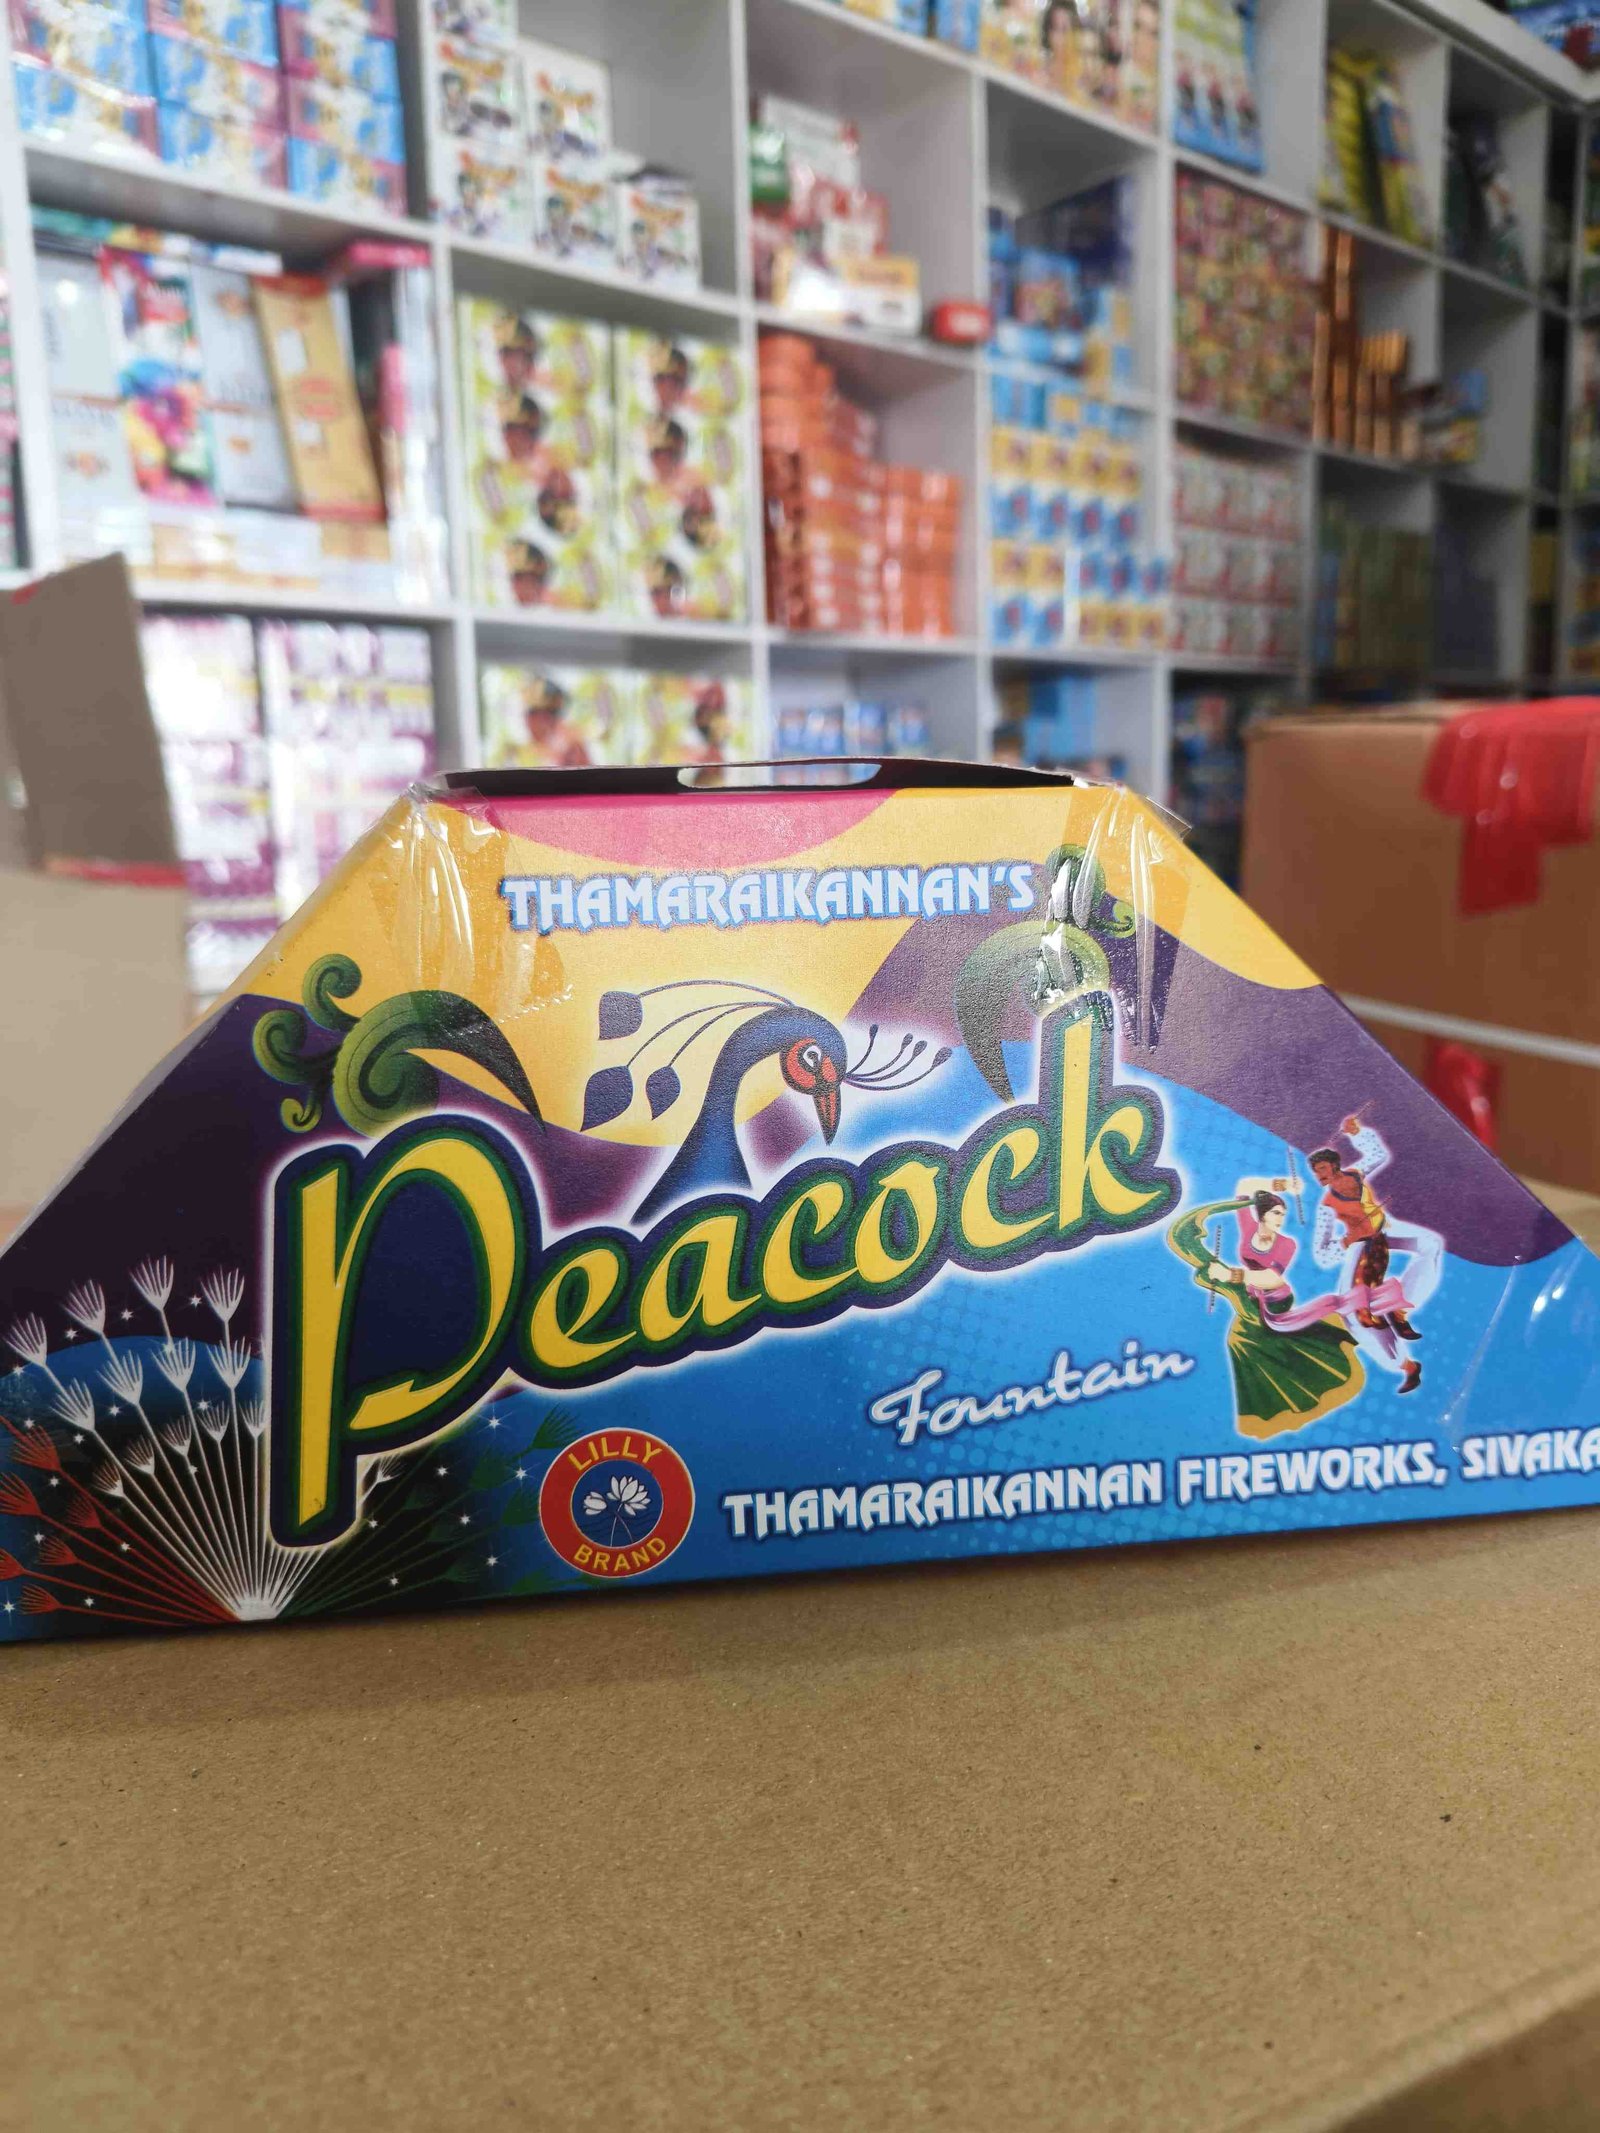 THAMARAIKANNAN'S
Peacock
Fountain
LILLY
BRAND
THAMARAIKANNAN FIREWORKS, SIVAKA